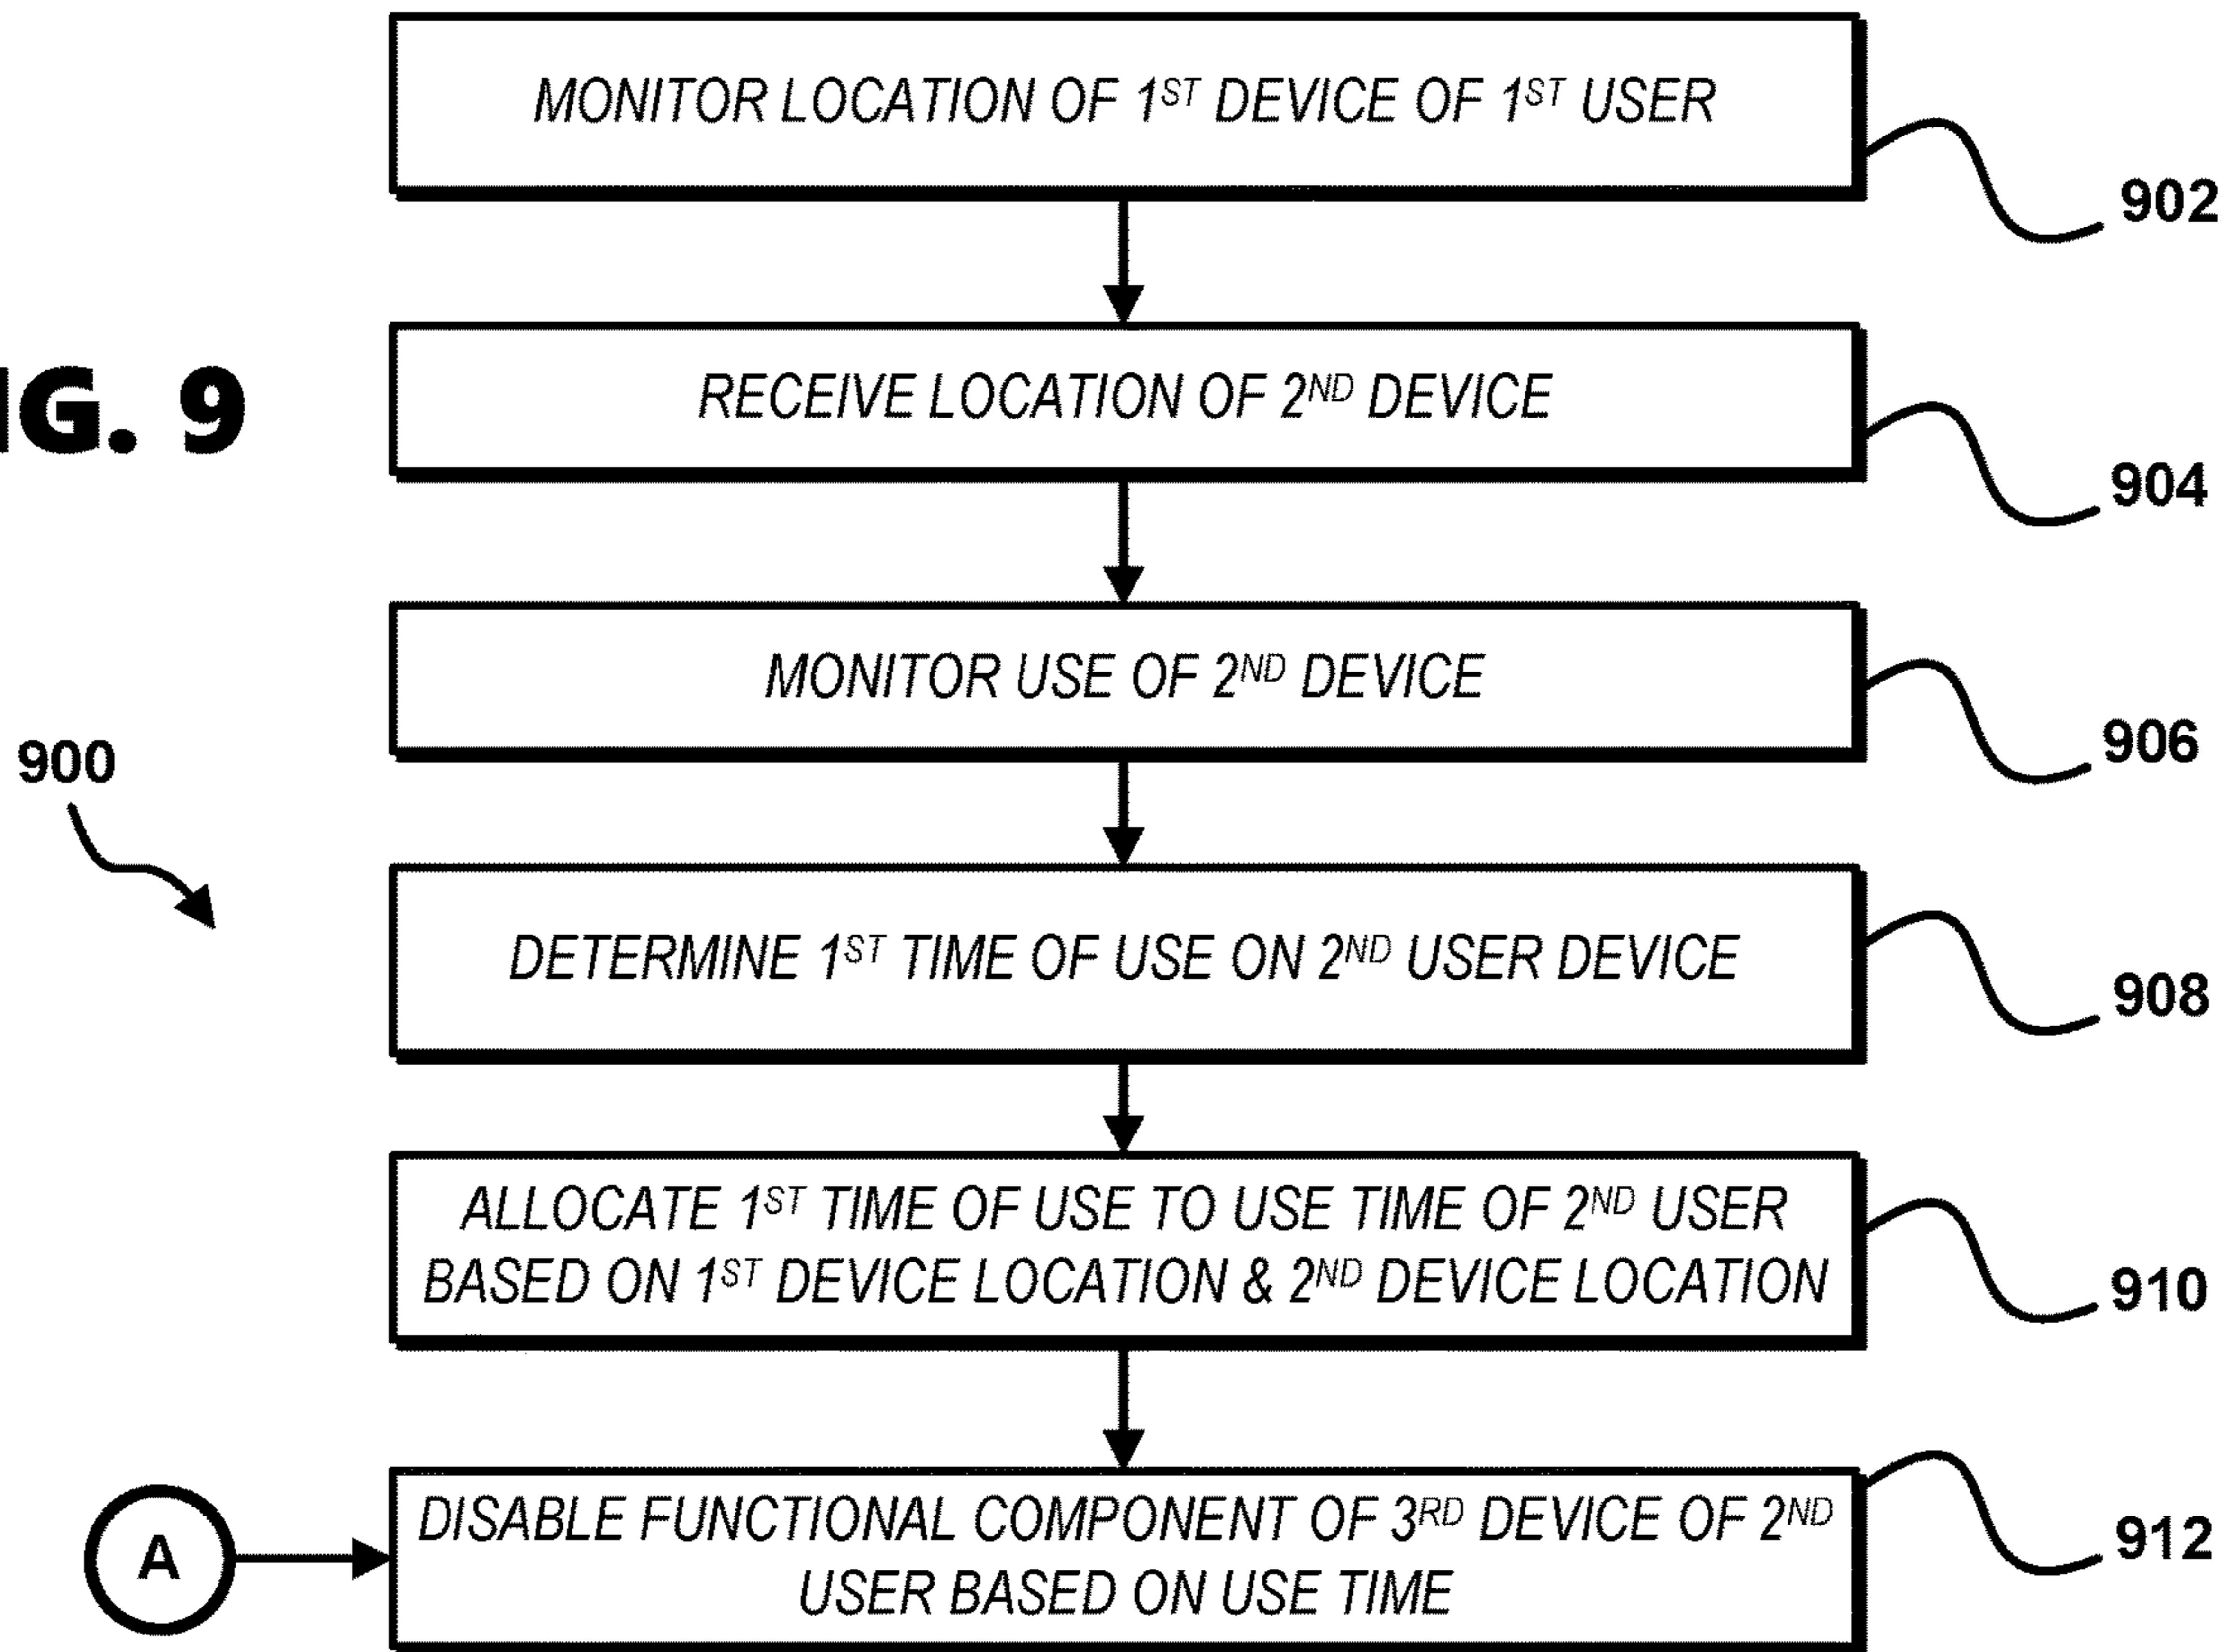 MONITOR LOCATION OF 1ST DEVICE OF 1ST USER
902
RECEIVE LOCATION OF 2ND DEVICE
IG. 9
904
MONITOR USE OF 2ND DEVICE
906
900
DETERMINE 1ST TIME OF USE ON 2ND USER DEVICE
908
ALLOCATE 1ST TIME OF USE TO USE TIME OF 2ND USER
BASED ON 1ST DEVICE LOCATION & 2ND DEVICE LOCATION
910
A
DISABLE FUNCTIONAL COMPONENT OF 3RD DEVICE OF 2ND
USER BASED ON USE TIME
912